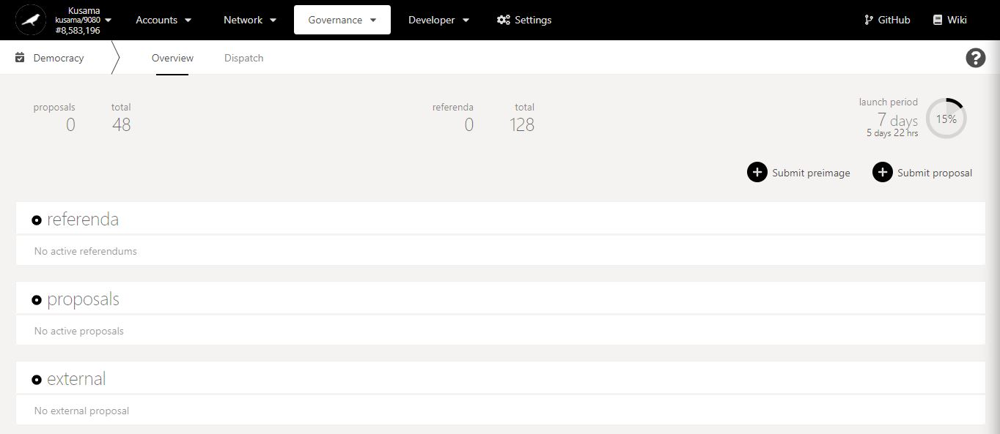 Kusama
kusama/9080
#8,583,196
Accounts
Network
Governance
Developer
Settings
GitHub
Wiki
Democracy
Overview
Dispatch
?
proposals
0
total
48
referenda
0
total
128
launch period
7 days
5 days 22 hrs
15%
Submit preimage
Submit proposal
referenda
No active referendums
proposals
No active proposals
external
No external proposal